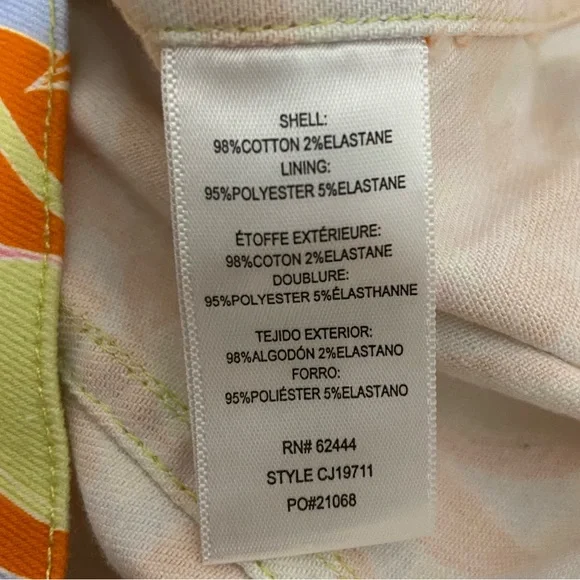 SHELL:
98%COTTON 2%ELASTANE
LINING:
95%POLYESTER 5%ELASTANE
ÉTOFFE EXTÉRIEURE:
98%COTON 2%ELASTANE
DOUBLURE:
95%POLYESTER 5%ÉLASTHANNE
TEJIDO EXTERIOR:
98%ALGODÓN 2%ELASTANO
FORRO:
95%POLIÉSTER 5%ELASTANO
RN# 62444
STYLE CJ19711
PO#21068